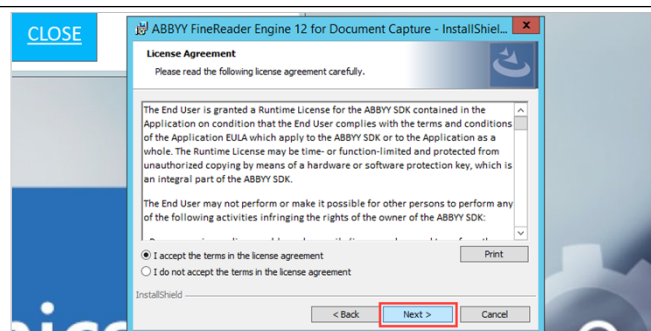 CLOSE
ABBYY FineReader Engine 12 for Document Capture - InstallShiel...
License Agreement
Please read the following license agreement carefully.
The End User is granted a Runtime License for the ABBYY SDK contained in the
Application on condition that the End User complies with the terms and conditions
of the Application EULA which apply to the ABBYY SDK or to the Application as a
whole. The Runtime License may be time- or function-limited and protected from
unauthorized copying by means of a hardware or software protection key, which is
an integral part of the ABBYY SDK.
The End User may not perform or make it possible for other persons to perform any
of the following activities infringing the rights of the owner of the ABBYY SDK:
I accept the terms in the license agreement
Print
I do not accept the terms in the license agreement
InstallShield
< Back
Next >
Cancel